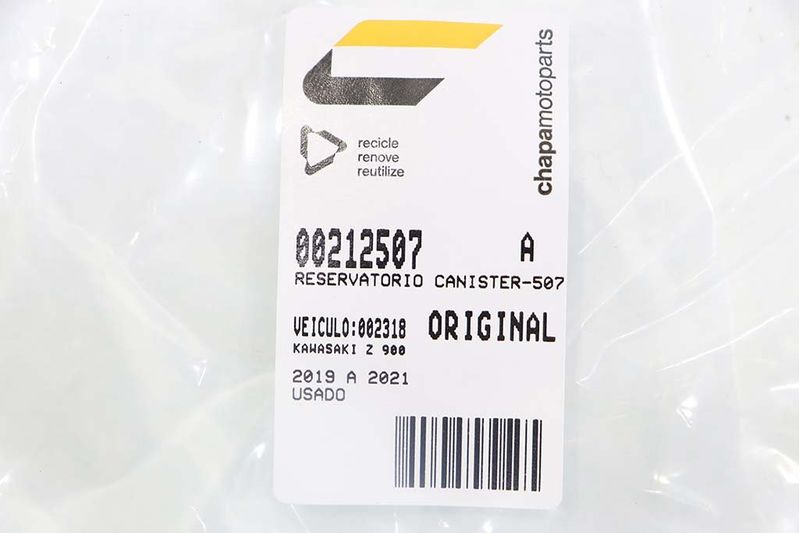 chapamotoparts
recicle
renove
reutilize
00212507 A
RESERVATORIO CANISTER-507
VEICULO:002318 ORIGINAL
KAWASAKI Z 900
2019 A 2021
USADO